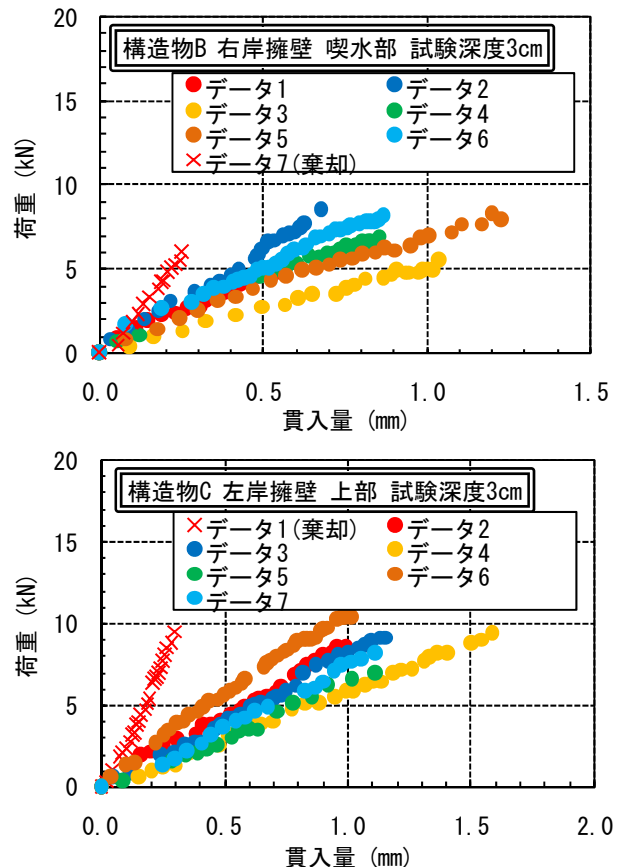 構造物B 右岸擁壁 喫水部 試験深度3cm
データ1 データ2
データ3 データ4
データ5 データ6
データ7(棄却)
荷重 (kN)
20
15
10
5
0
0.0 0.5 1.0 1.5
貫入量 (mm)
構造物C 左岸擁壁 上部 試験深度3cm
データ1(棄却) データ2
データ3 データ4
データ5 データ6
データ7
荷重 (kN)
20
15
10
5
0
0.0 0.5 1.0 1.5 2.0
貫入量 (mm)